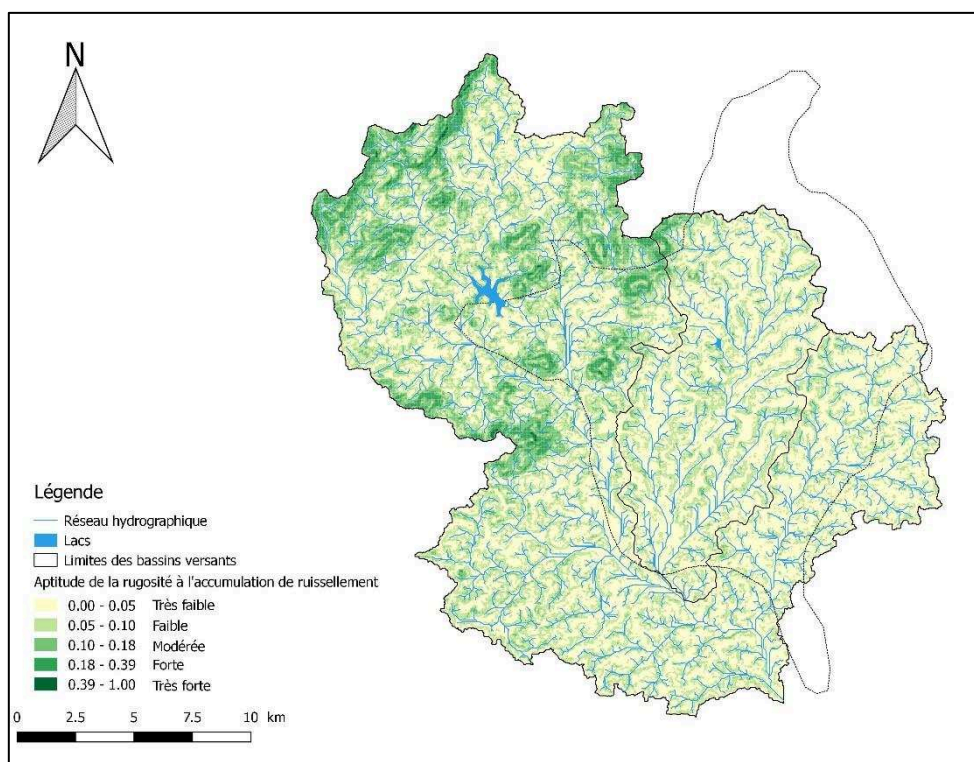 N
Légende
Réseau hydrographique
Lacs
Limites des bassins versants
Aptitude de la rugosité à l'accumulation de ruissellement
0.00 - 0.05 Très faible
0.05 - 0.10 Faible
0.10 - 0.18 Modérée
0.18 - 0.39 Forte
0.39 - 1.00 Très forte
0 2.5 5 7.5 10 km